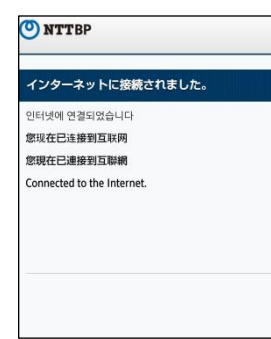 NTTBP
インターネットに接続されました。
인터넷에 연결되었습니다
您现在已连接到互联网
您現在已連接到互聯網
Connected to the Internet.